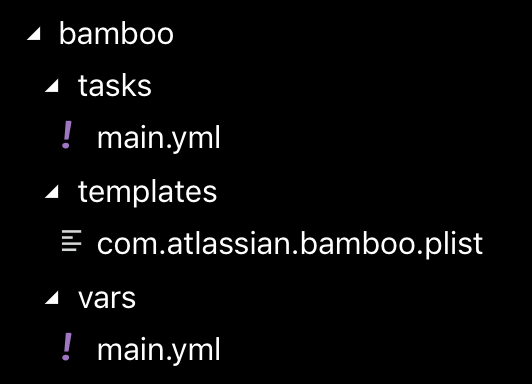 bamboo
tasks
! main.yml
templates
com.atlassian.bamboo.plist
vars
! main.yml